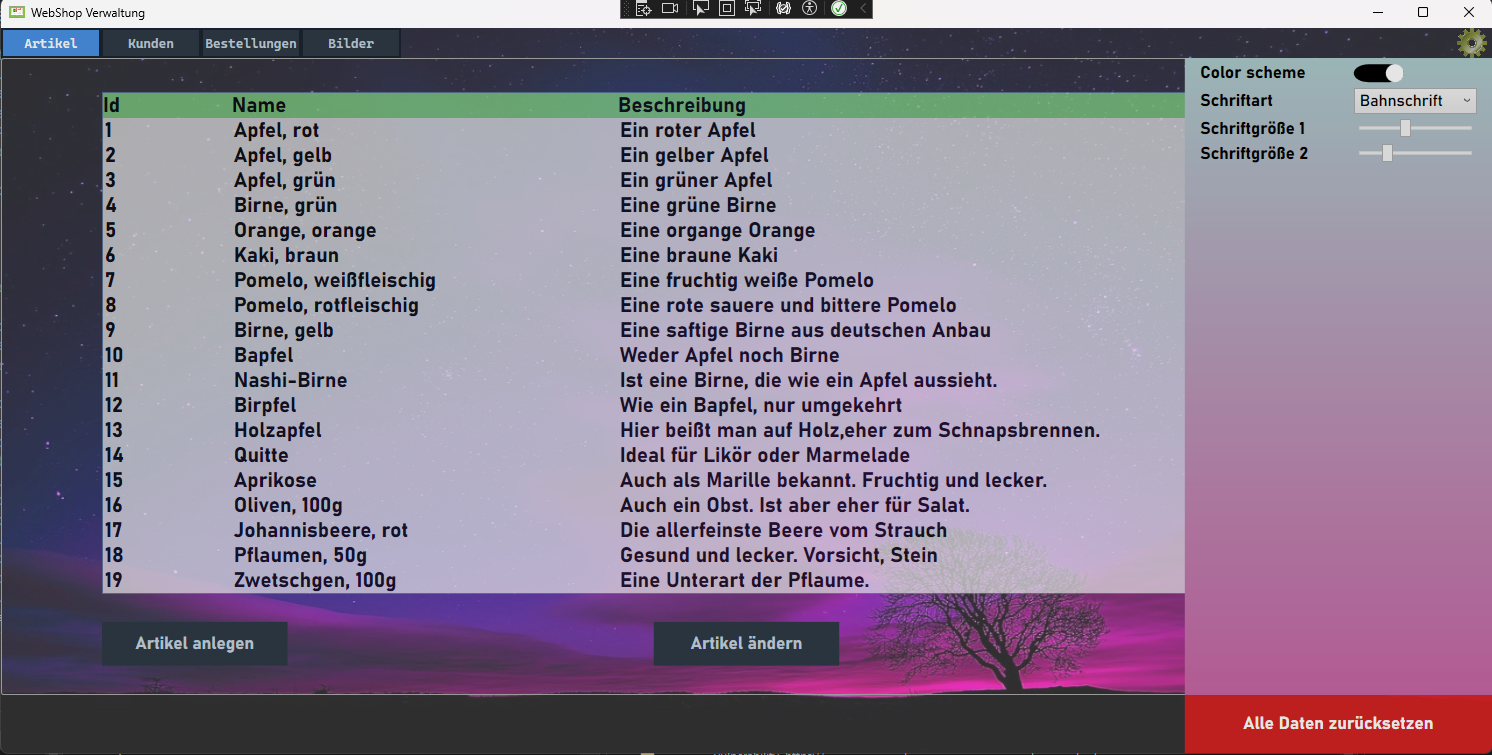 WebShop Verwaltung
Artikel Kunden Bestellungen Bilder
Color scheme
Schriftart Bahnschrift
Schriftgröße 1
Schriftgröße 2
Id Name Beschreibung
1 Apfel, rot Ein roter Apfel
2 Apfel, gelb Ein gelber Apfel
3 Apfel, grün Ein grüner Apfel
4 Birne, grün Eine grüne Birne
5 Orange, orange Eine organge Orange
6 Kaki, braun Eine braune Kaki
7 Pomelo, weißfleischig Eine fruchtig weiße Pomelo
8 Pomelo, rotfleischig Eine rote sauere und bittere Pomelo
9 Birne, gelb Eine saftige Birne aus deutschen Anbau
10 Bapfel Weder Apfel noch Birne
11 Nashi-Birne Ist eine Birne, die wie ein Apfel aussieht.
12 Birpfel Wie ein Bapfel, nur umgekehrt
13 Holzapfel Hier beißt man auf Holz,eher zum Schnapsbrennen.
14 Quitte Ideal für Likör oder Marmelade
15 Aprikose Auch als Marille bekannt. Fruchtig und lecker.
16 Oliven, 100g Auch ein Obst. Ist aber eher für Salat.
17 Johannisbeere, rot Die allerfeinste Beere vom Strauch
18 Pflaumen, 50g Gesund und lecker. Vorsicht, Stein
19 Zwetschgen, 100g Eine Unterart der Pflaume.
Artikel anlegen Artikel ändern
Alle Daten zurücksetzen